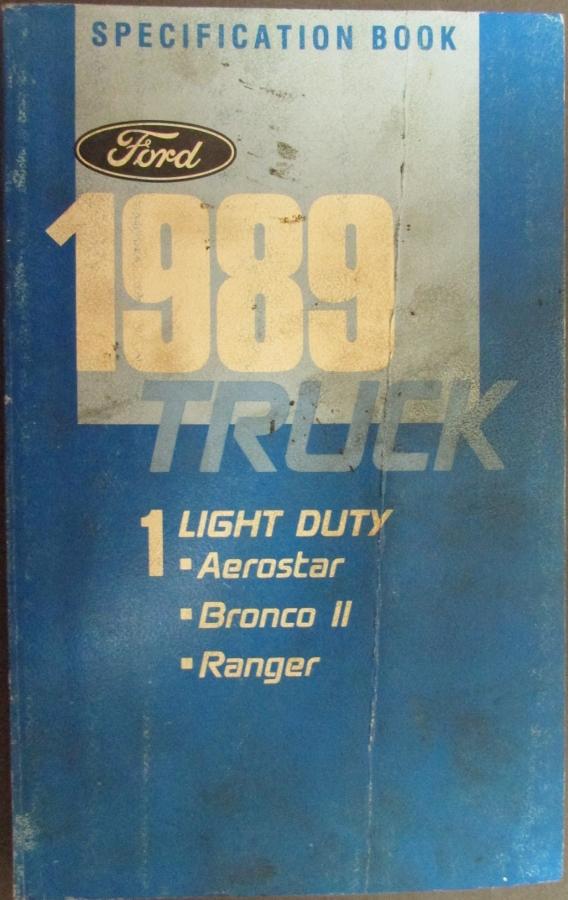 SPECIFICATION BOOK
Ford
1989
TRUCK
1 LIGHT DUTY
▪ Aerostar
▪ Bronco II
▪ Ranger